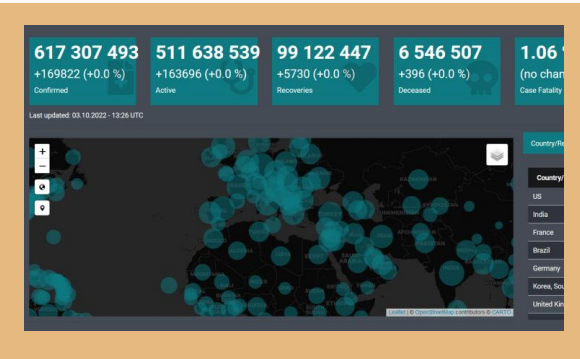 617 307 493
+169822 (+0.0 %)
Confirmed
511 638 539
+163696 (+0.0 %)
Active
99 122 447
+5730 (+0.0 %)
Recoveries
6 546 507
+396 (+0.0 %)
Deceased
1.06
(no chan
Case Fatality
Last updated: 03.10.2022 - 13:26 UTC
+
−
Country/Re
Country/
US
India
France
Brazil
Germany
Korea, Sou
United Kin
KAZAKHSTAN
SAUDI
ARABIA
Leaflet | © OpenStreetMap contributors © CARTO